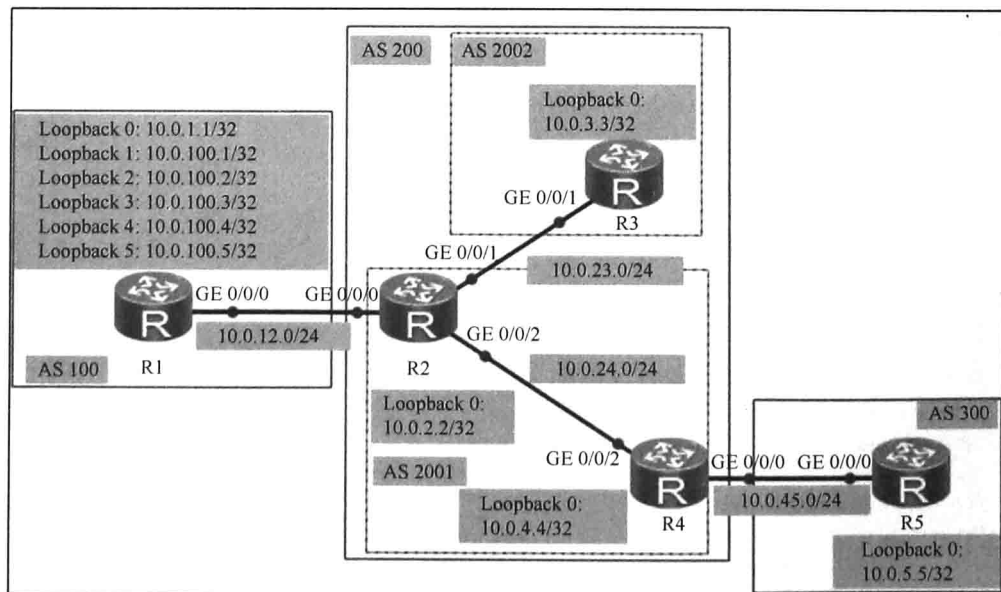 AS 200
AS 2002
Loopback 0:
10.0.3.3/32
R
R3
GE 0/0/1
Loopback 0: 10.0.1.1/32
Loopback 1: 10.0.100.1/32
Loopback 2: 10.0.100.2/32
Loopback 3: 10.0.100.3/32
Loopback 4: 10.0.100.4/32
Loopback 5: 10.0.100.5/32
GE 0/0/1
10.0.23.0/24
R
GE 0/0/0
GE 0/0/0
R
10.0.12.0/24
R1
AS 100
R2
GE 0/0/2
10.0.24.0/24
Loopback 0:
10.0.2.2/32
AS 2001
GE 0/0/2
Loopback 0:
10.0.4.4/32
R
R4
AS 300
GE 0/0/0
GE 0/0/0
10.0.45.0/24
R
R5
Loopback 0:
10.0.5.5/32